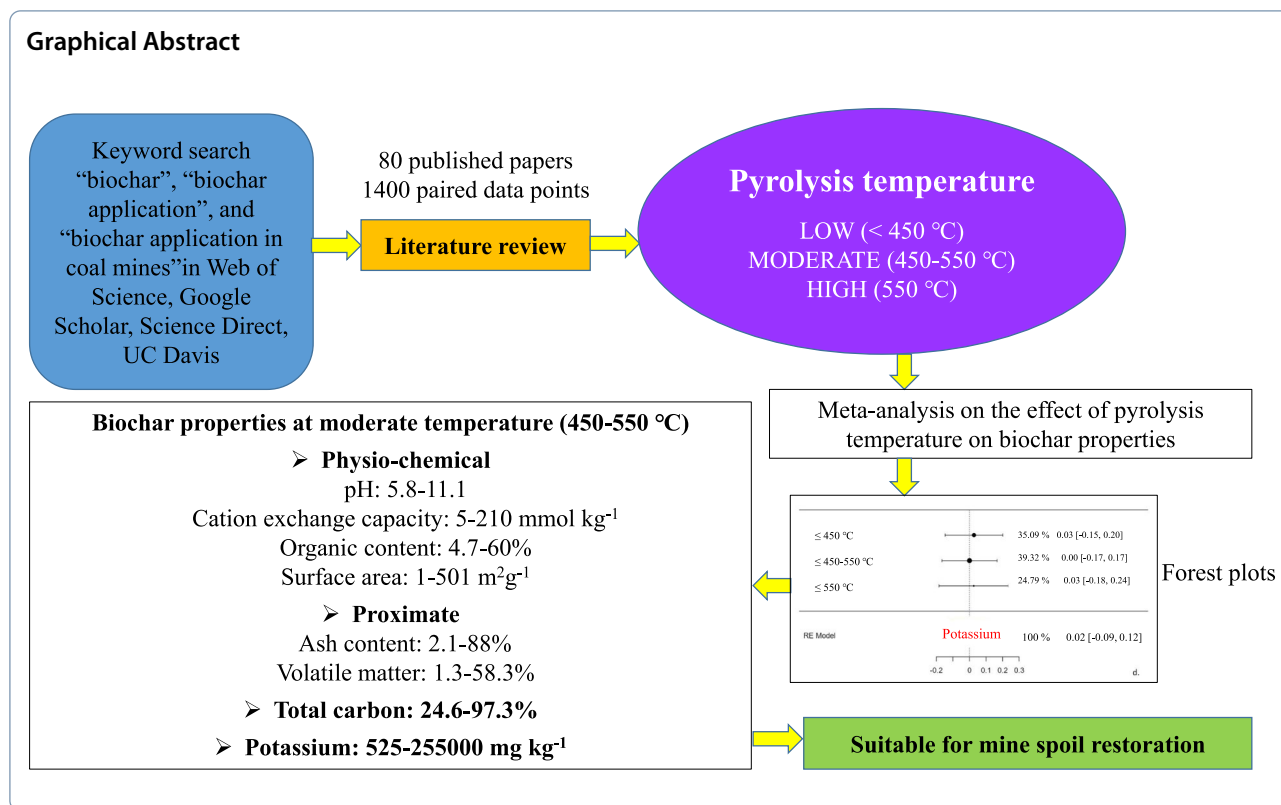 Graphical Abstract
Keyword search
“biochar”, “biochar
application”, and
“biochar application in
coal mines”in Web of
Science, Google
Scholar, Science Direct,
UC Davis
80 published papers
1400 paired data points
Literature review
Pyrolysis temperature
LOW (< 450 °C)
MODERATE (450-550 °C)
HIGH (550 °C)
Meta-analysis on the effect of pyrolysis
temperature on biochar properties
≤ 450 °C 35.09 % 0.03 [-0.15, 0.20]
≤ 450-550 °C 39.32 % 0.00 [-0.17, 0.17]
≤ 550 °C 24.79 % 0.03 [-0.18, 0.24]
RE Model Potassium 100 % 0.02 [-0.09, 0.12]
-0.2 0 0.1 0.2 0.3
d.
Forest plots
Biochar properties at moderate temperature (450-550 °C)
➢ Physio-chemical
pH: 5.8-11.1
Cation exchange capacity: 5-210 mmol kg⁻¹
Organic content: 4.7-60%
Surface area: 1-501 m²g⁻¹
➢ Proximate
Ash content: 2.1-88%
Volatile matter: 1.3-58.3%
➢ Total carbon: 24.6-97.3%
➢ Potassium: 525-255000 mg kg⁻¹
Suitable for mine spoil restoration